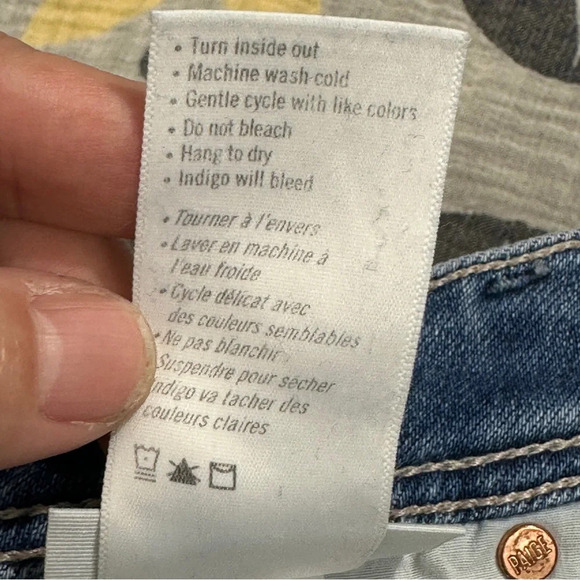 • Turn inside out
• Machine wash cold
• Gentle cycle with like colors
• Do not bleach
• Hang to dry
• Indigo will bleed
• Tourner à l'envers
• Laver en machine à
l'eau froide
• Cycle délicat avec
des couleurs semblables
• Ne pas blanchir
Suspendre pour sécher
Indigo va tacher des
couleurs claires
PAIGE